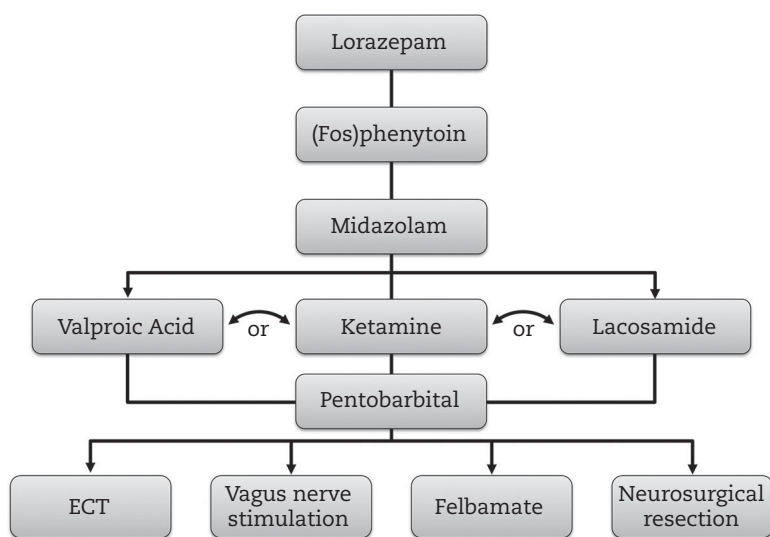 Lorazepam
(Fos)phenytoin
Midazolam
Valproic Acid
or
Ketamine
or
Lacosamide
Pentobarbital
ECT
Vagus nerve
stimulation
Felbamate
Neurosurgical
resection